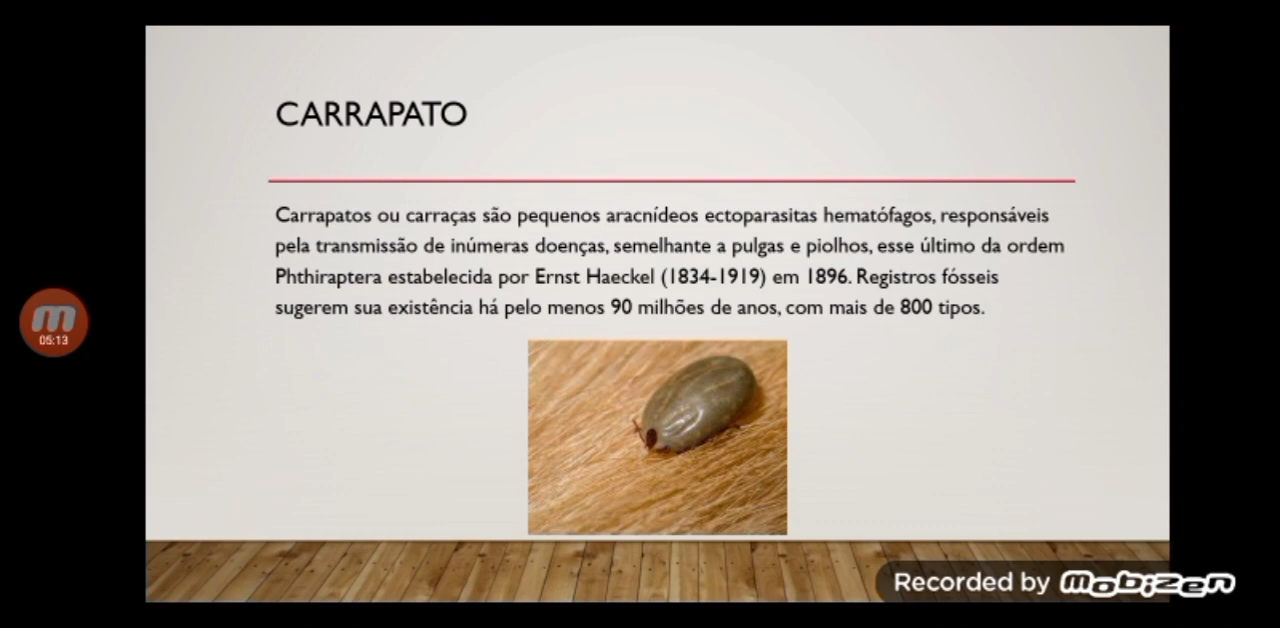 CARRAPATO
Carrapatos ou carraças são pequenos aracnídeos ectoparasitas hematófagos, responsáveis
pela transmissão de inúmeras doenças, semelhante a pulgas e piolhos, esse último da ordem
Phthiraptera estabelecida por Ernst Haeckel (1834-1919) em 1896. Registros fósseis
sugerem sua existência há pelo menos 90 milhões de anos, com mais de 800 tipos.
m
05:13
Recorded by mobizen